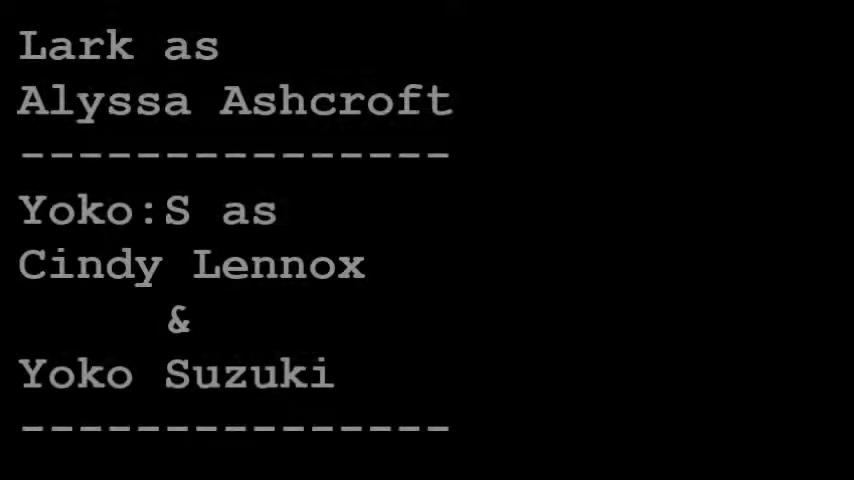 Lark as
Alyssa Ashcroft
---------------
Yoko:S as
Cindy Lennox
&
Yoko Suzuki
---------------